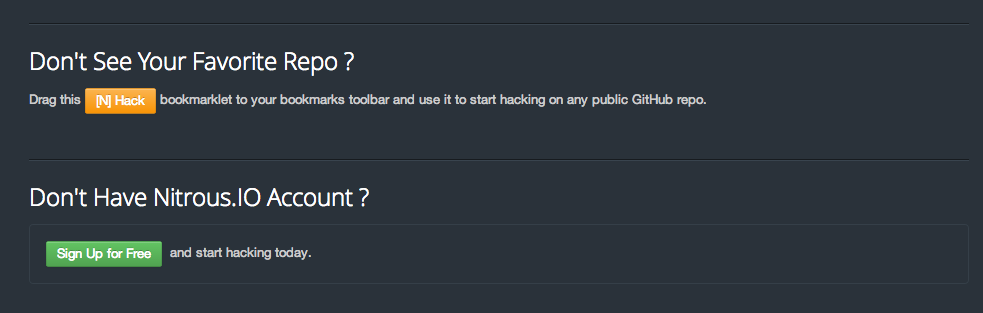 Don't See Your Favorite Repo ?
Drag this [N] Hack bookmarklet to your bookmarks toolbar and use it to start hacking on any public GitHub repo.
Don't Have Nitrous.IO Account ?
Sign Up for Free and start hacking today.